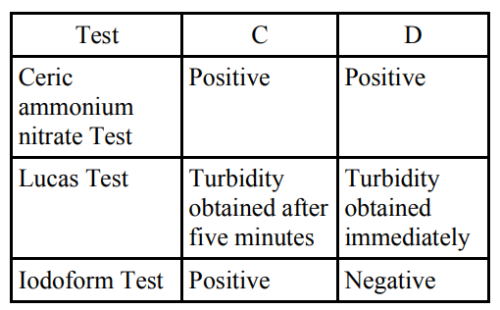 Test C D
Ceric Positive Positive
ammonium
nitrate Test
Lucas Test Turbidity Turbidity
obtained after obtained
five minutes immediately
Iodoform Test Positive Negative